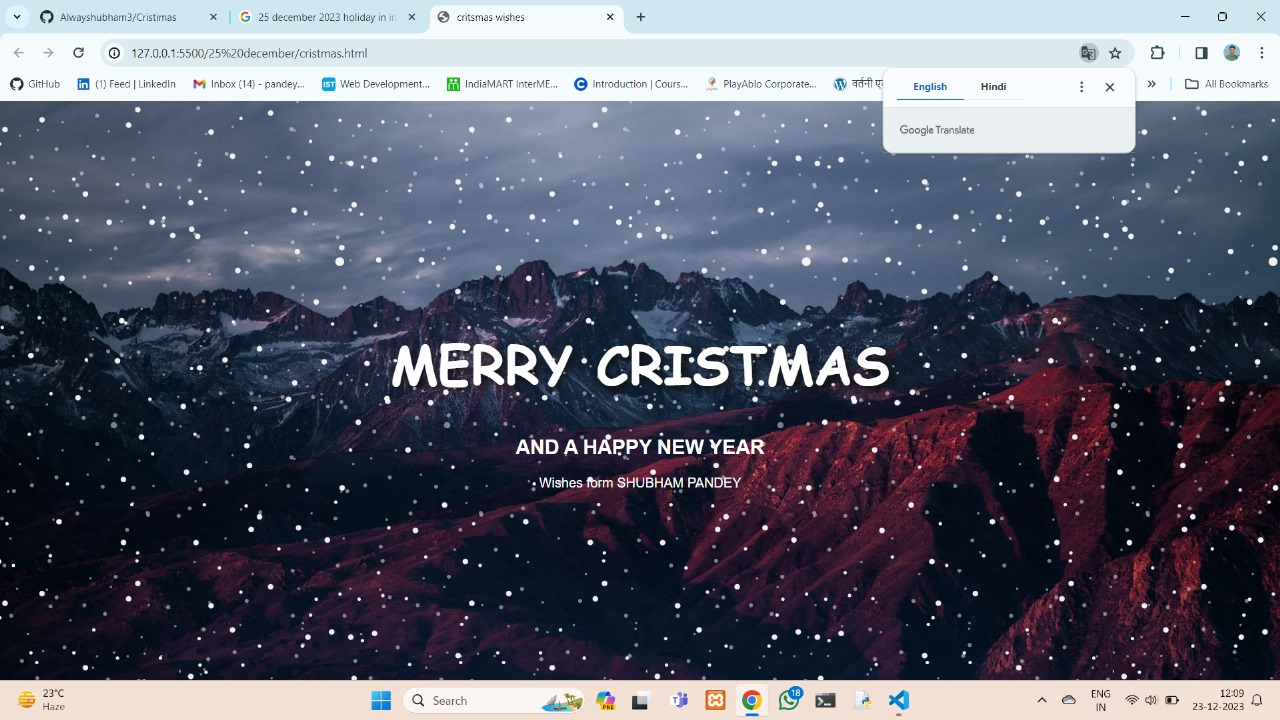 Alwayshubham3/Cristimas
25 december 2023 holiday in in
critsmas wishes
127.0.0.1:5500/25%20december/cristmas.html
GitHub
(1) Feed | LinkedIn
Inbox (14) - pandey...
Web Development...
IndiaMART InterME...
Introduction | Cours...
PlayAblo Corporate...
All Bookmarks
English
Hindi
Google Translate
MERRY CRISTMAS
AND A HAPPY NEW YEAR
Wishes form SHUBHAM PANDEY
23°C
Haze
Search
PRE
18
ENG
IN
12:09
23-12-2023